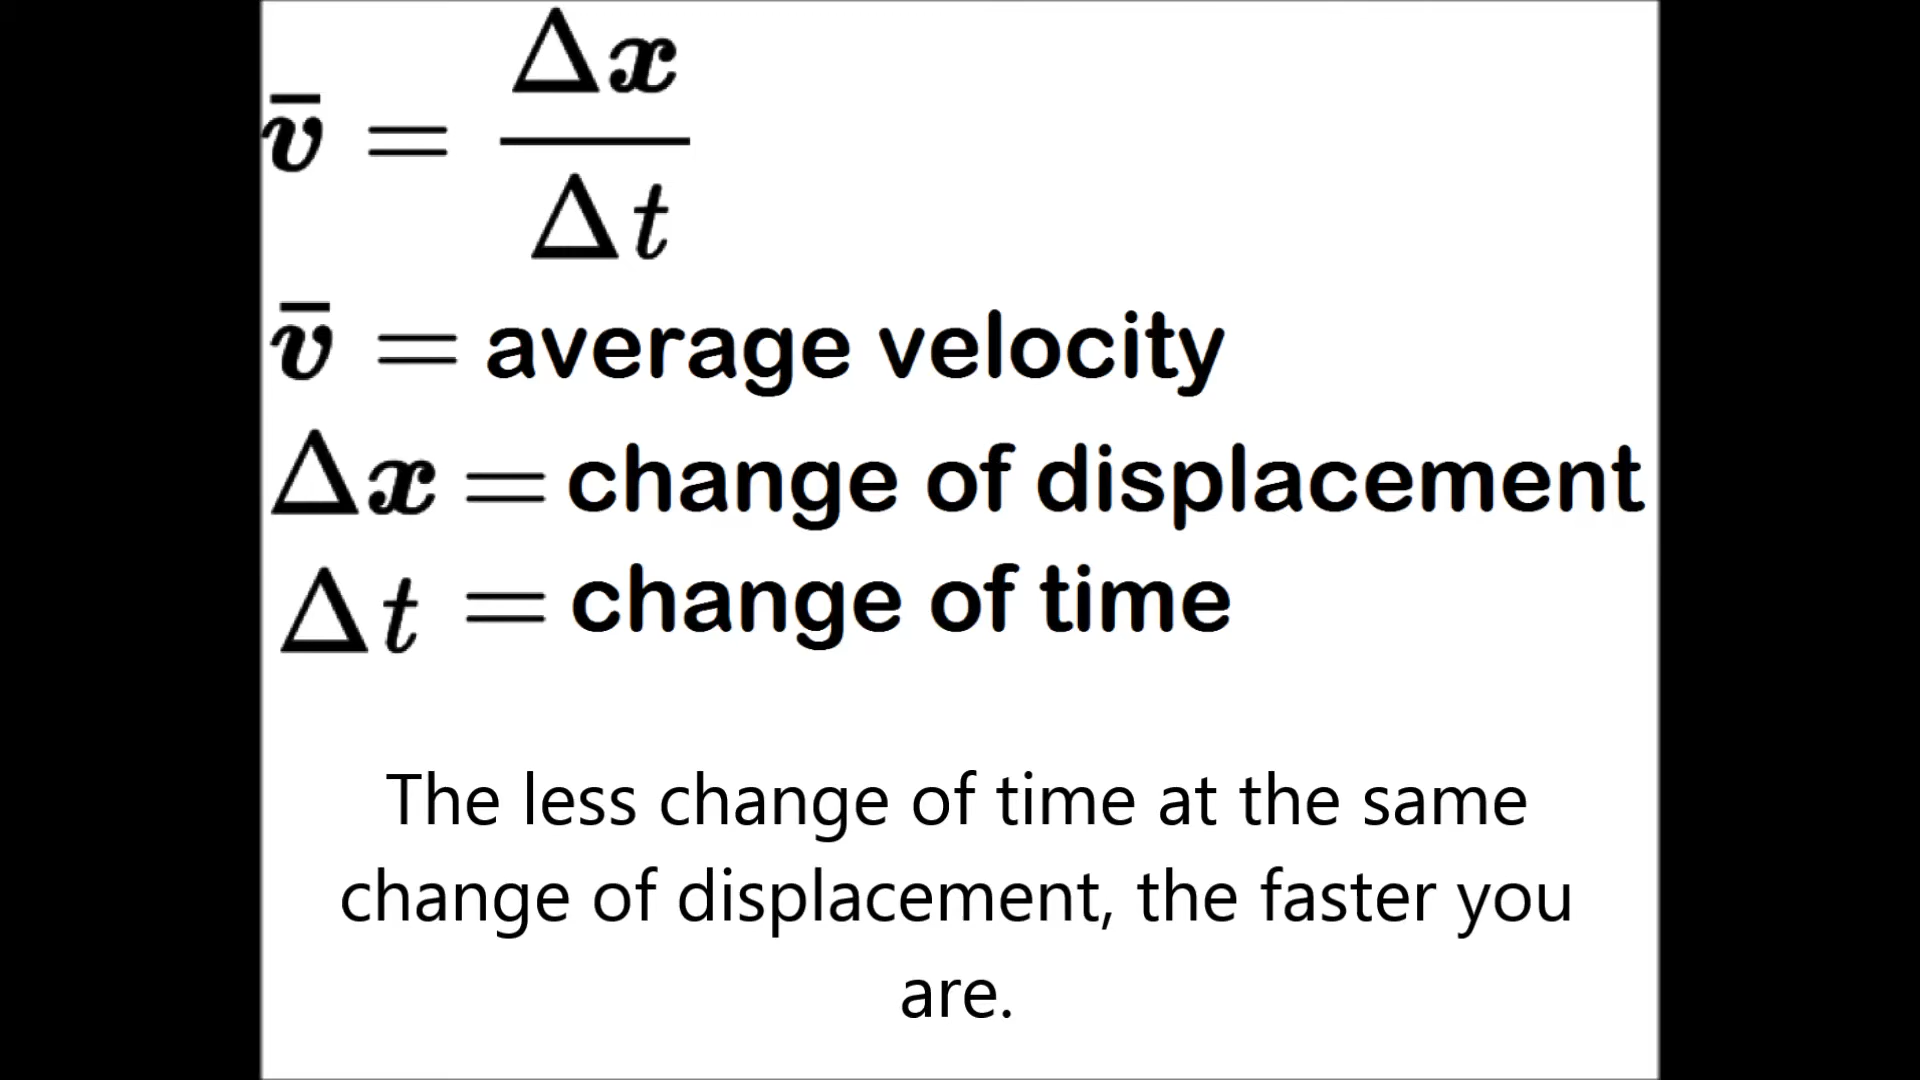 v̄ = Δx / Δt
v̄ = average velocity
Δx = change of displacement
Δt = change of time
The less change of time at the same
change of displacement, the faster you
are.